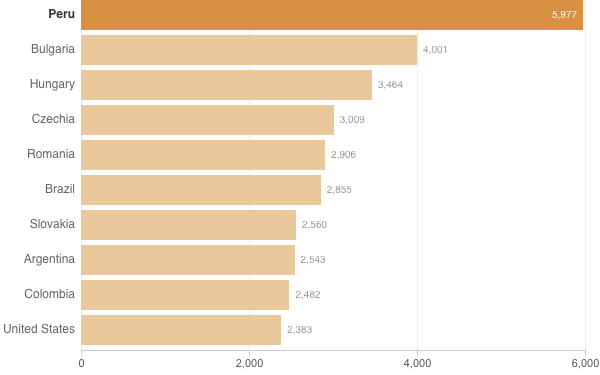 Peru 5,977
Bulgaria 4,001
Hungary 3,464
Czechia 3,009
Romania 2,906
Brazil 2,855
Slovakia 2,560
Argentina 2,543
Colombia 2,482
United States 2,383
0 2,000 4,000 6,000